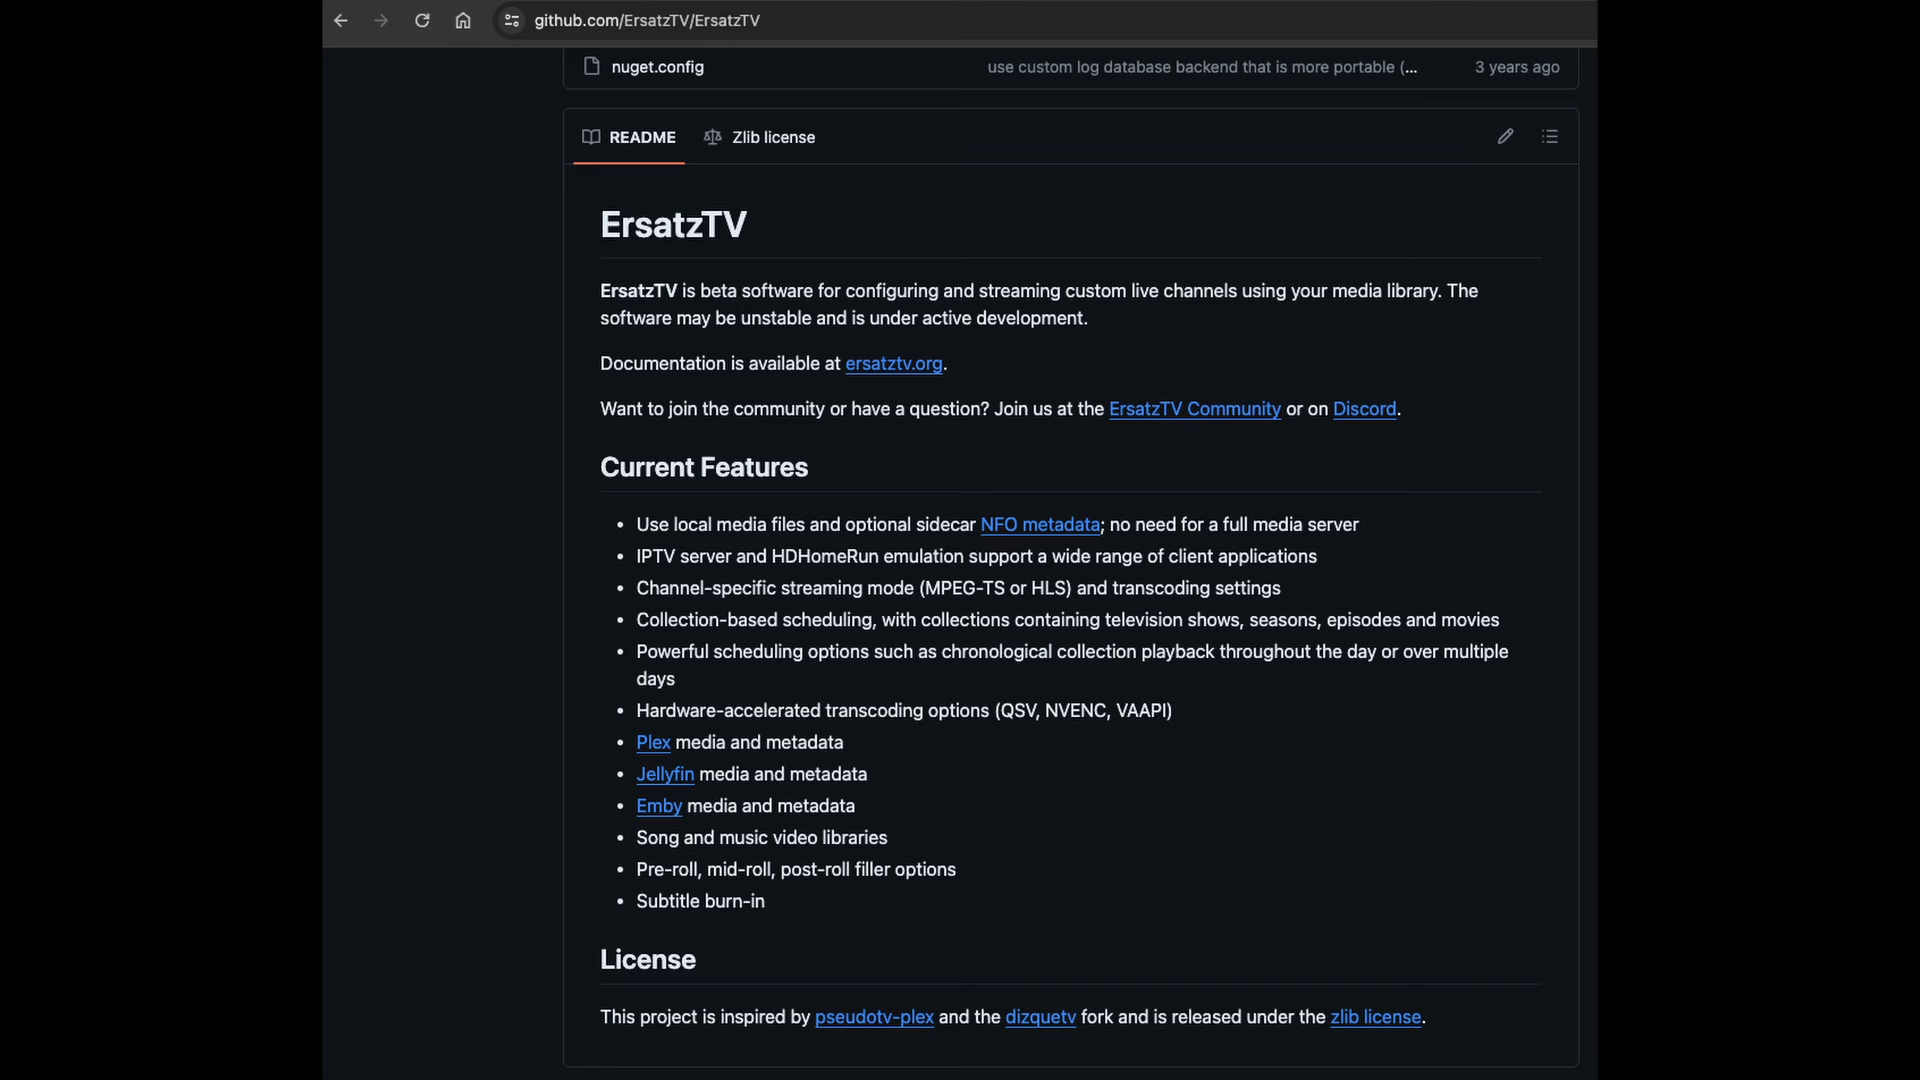 github.com/ErsatzTV/ErsatzTV
nuget.config use custom log database backend that is more portable (... 3 years ago
README Zlib license
ErsatzTV
ErsatzTV is beta software for configuring and streaming custom live channels using your media library. The
software may be unstable and is under active development.
Documentation is available at ersatztv.org.
Want to join the community or have a question? Join us at the ErsatzTV Community or on Discord.
Current Features
• Use local media files and optional sidecar NFO metadata; no need for a full media server
• IPTV server and HDHomeRun emulation support a wide range of client applications
• Channel-specific streaming mode (MPEG-TS or HLS) and transcoding settings
• Collection-based scheduling, with collections containing television shows, seasons, episodes and movies
• Powerful scheduling options such as chronological collection playback throughout the day or over multiple
days
• Hardware-accelerated transcoding options (QSV, NVENC, VAAPI)
• Plex media and metadata
• Jellyfin media and metadata
• Emby media and metadata
• Song and music video libraries
• Pre-roll, mid-roll, post-roll filler options
• Subtitle burn-in
License
This project is inspired by pseudotv-plex and the dizquetv fork and is released under the zlib license.